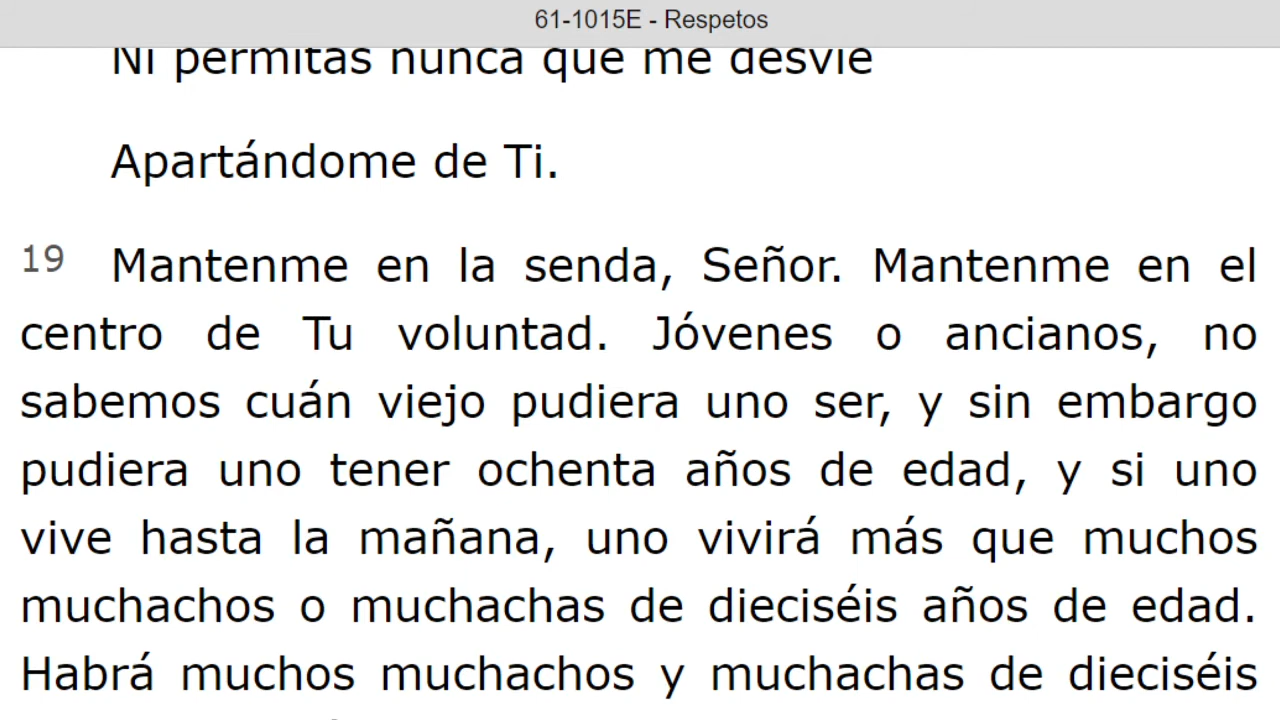 61-1015E - Respetos
Ni permitas nunca que me desvíe
Apartándome de Ti.
19 Mantenme en la senda, Señor. Mantenme en el
centro de Tu voluntad. Jóvenes o ancianos, no
sabemos cuán viejo pudiera uno ser, y sin embargo
pudiera uno tener ochenta años de edad, y si uno
vive hasta la mañana, uno vivirá más que muchos
muchachos o muchachas de dieciséis años de edad.
Habrá muchos muchachos y muchachas de dieciséis